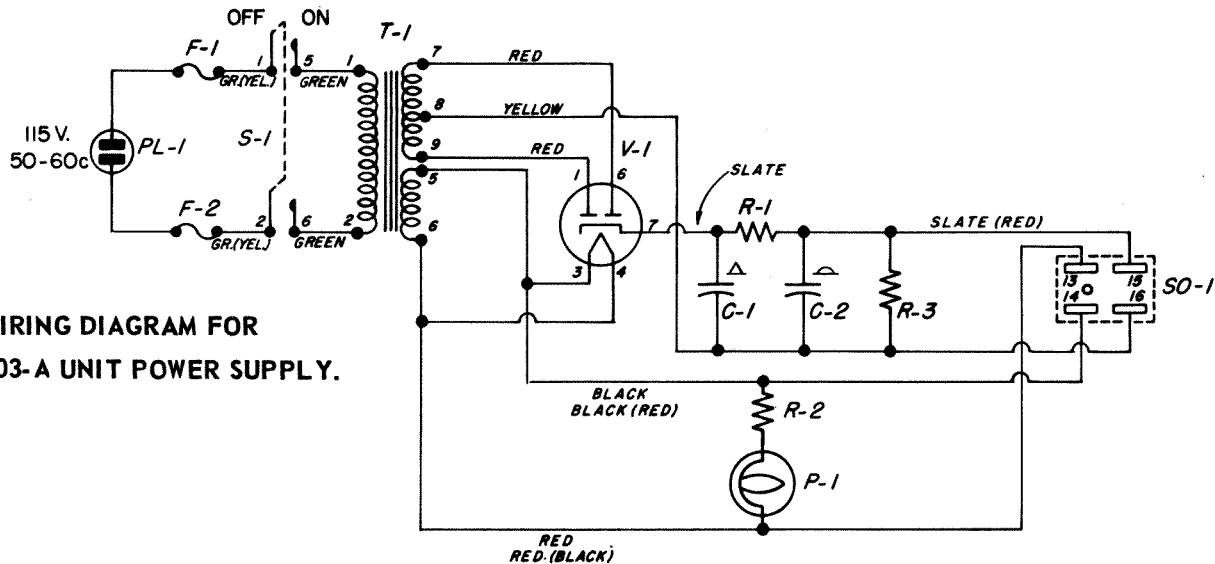 OFF ON
F-1
1
5
GR.(YEL.)
GREEN
T-1
1
7
RED
8
YELLOW
9
RED
5
6
2
115 V.
50-60c
PL-1
S-1
F-2
2
6
GR.(YEL.)
GREEN
V-1
1
6
7
3
4
SLATE
R-1
SLATE (RED)
C-1
C-2
R-3
13
15
14
16
SO-1
IRING DIAGRAM FOR
03-A UNIT POWER SUPPLY.
BLACK
BLACK (RED)
R-2
P-1
RED
RED.(BLACK)